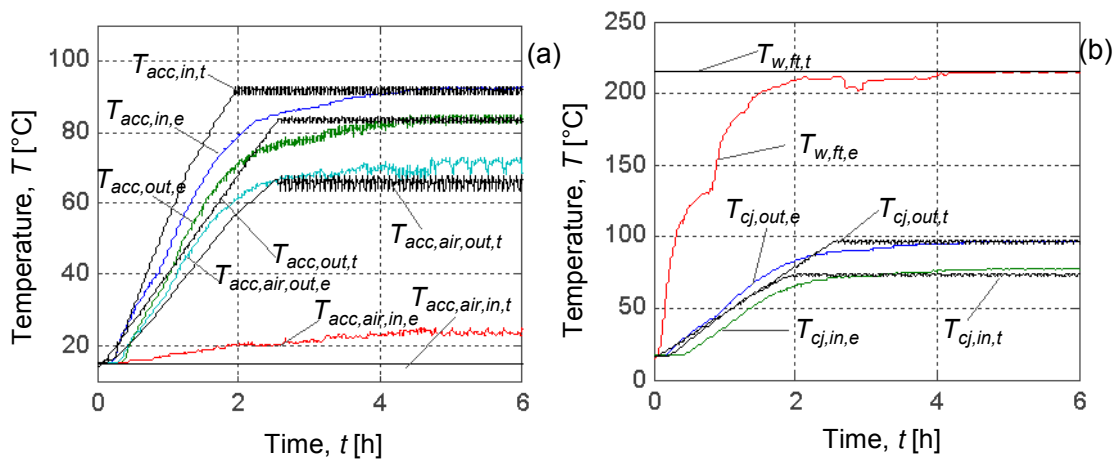 (a)
100
80
60
40
20
0
2
4
6
Temperature, T [°C]
Time, t [h]
T_acc,in,t
T_acc,in,e
T_acc,out,e
T_acc,air,out,t
T_acc,out,t
T_acc,air,out,e
T_acc,air,in,t
T_acc,air,in,e
(b)
250
200
150
100
50
0
0
2
4
6
Temperature, T [°C]
Time, t [h]
T_w,ft,t
T_w,ft,e
T_cj,out,e
T_cj,out,t
T_cj,in,e
T_cj,in,t